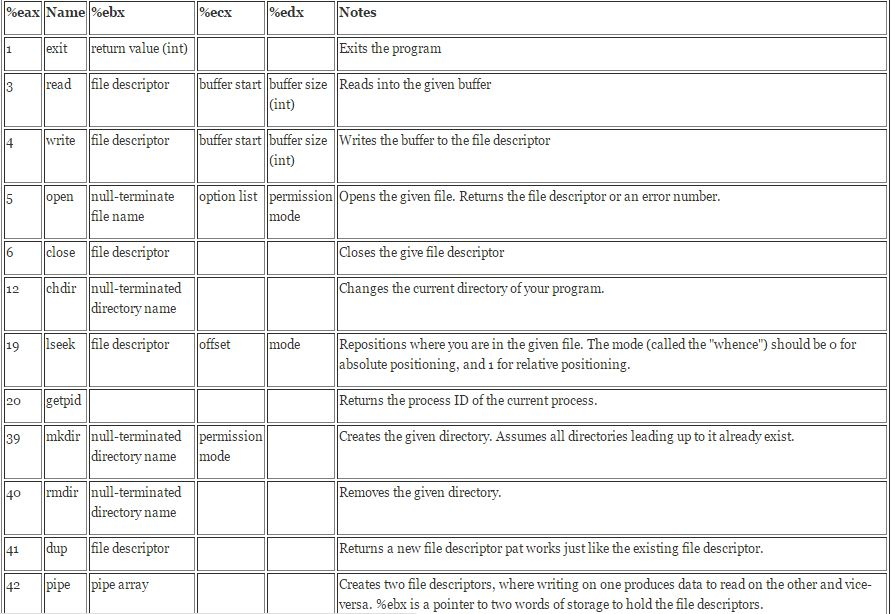 %eax Name %ebx %ecx %edx Notes
1 exit return value (int) Exits the program
3 read file descriptor buffer start buffer size Reads into the given buffer
(int)
4 write file descriptor buffer start buffer size Writes the buffer to the file descriptor
(int)
5 open null-terminate option list permission Opens the given file. Returns the file descriptor or an error number.
file name mode
6 close file descriptor Closes the give file descriptor
12 chdir null-terminated Changes the current directory of your program.
directory name
19 lseek file descriptor offset mode Repositions where you are in the given file. The mode (called the "whence") should be 0 for
absolute positioning, and 1 for relative positioning.
20 getpid Returns the process ID of the current process.
39 mkdir null-terminated permission Creates the given directory. Assumes all directories leading up to it already exist.
directory name mode
40 rmdir null-terminated Removes the given directory.
directory name
41 dup file descriptor Returns a new file descriptor pat works just like the existing file descriptor.
42 pipe pipe array Creates two file descriptors, where writing on one produces data to read on the other and vice-
versa. %ebx is a pointer to two words of storage to hold the file descriptors.